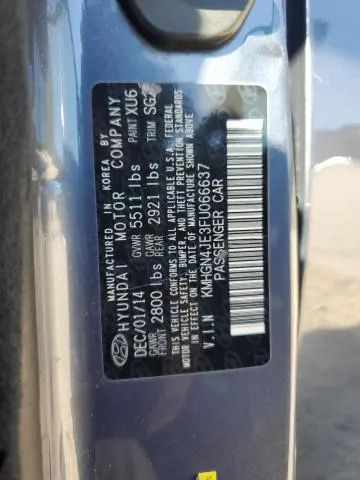 MANUFACTURED IN KOREA BY
HYUNDAI MOTOR COMPANY
DEC/01/14 GVWR 5511 lbs PAINT XU6
GAWR FRONT 2800 lbs GAWR REAR 2921 lbs TRIM
THIS VEHICLE CONFORMS TO ALL APPLICABLE U.S.A. FEDERAL
MOTOR VEHICLE SAFETY, BUMPER, AND THEFT PREVENTION STANDARDS
IN EFFECT ON THE DATE OF MANUFACTURE SHOWN ABOVE.
KMHGN4JE3FU066637
V.I.N PASSENGER CAR